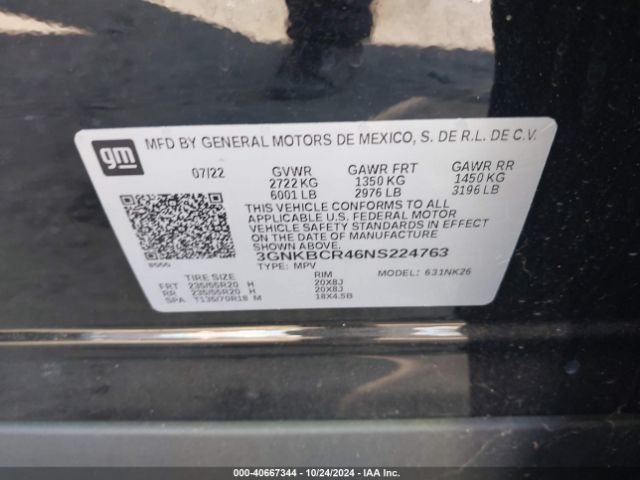 gm
MFD BY GENERAL MOTORS DE MEXICO, S. DE R.L. DE C.V.
07/22 GVWR GAWR FRT GAWR RR
2722 KG 1350 KG 1450 KG
6001 LB 2976 LB 3196 LB
THIS VEHICLE CONFORMS TO ALL
APPLICABLE U.S. FEDERAL MOTOR
VEHICLE SAFETY STANDARDS IN EFFECT
ON THE DATE OF MANUFACTURE
SHOWN ABOVE.
3GNKBCR46NS224763
TYPE: MPV MODEL: 631NK26
TIRE SIZE RIM
FRT 235/55R20 H 20X8J
RR 235/55R20 H 20X8J
SPA T135/70R18 M 18X4.5B
000-40667344 - 10/24/2024 - IAA Inc.